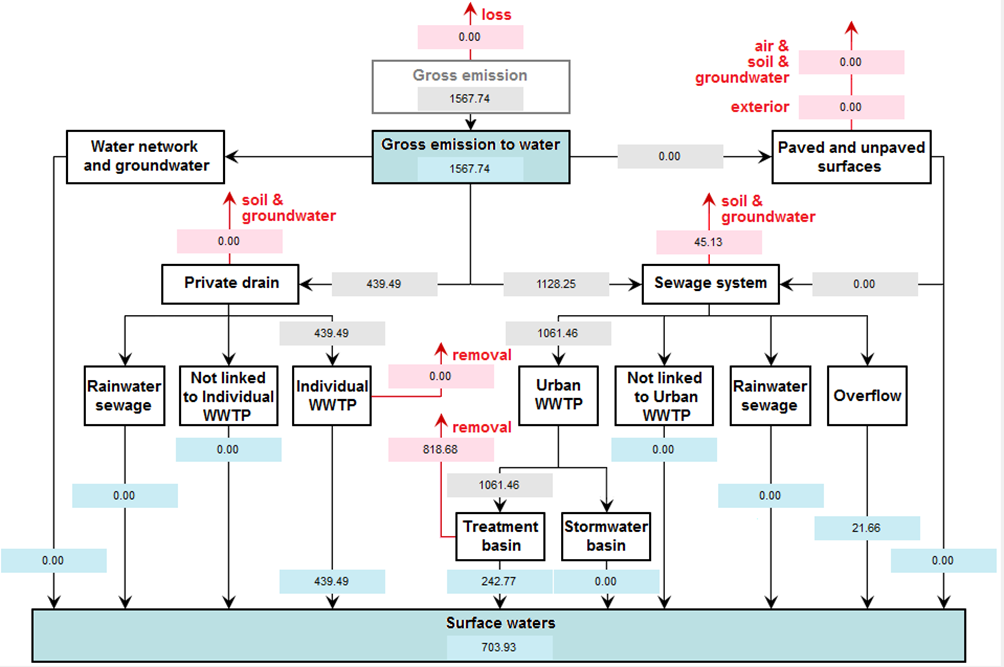 loss
0.00
Gross emission
1567.74
air &
soil &
groundwater
0.00
exterior
0.00
Water network
and groundwater
Gross emission to water
1567.74
0.00
Paved and unpaved
surfaces
soil &
groundwater
0.00
soil &
groundwater
45.13
Private drain
439.49
1128.25
Sewage system
0.00
439.49
1061.46
removal
0.00
Rainwater
sewage
Not linked
to Individual
WWTP
Individual
WWTP
Urban
WWTP
Not linked
to Urban
WWTP
Rainwater
sewage
Overflow
removal
818.68
0.00
0.00
1061.46
0.00
0.00
Treatment
basin
Stormwater
basin
21.66
0.00
439.49
242.77
0.00
0.00
Surface waters
703.93